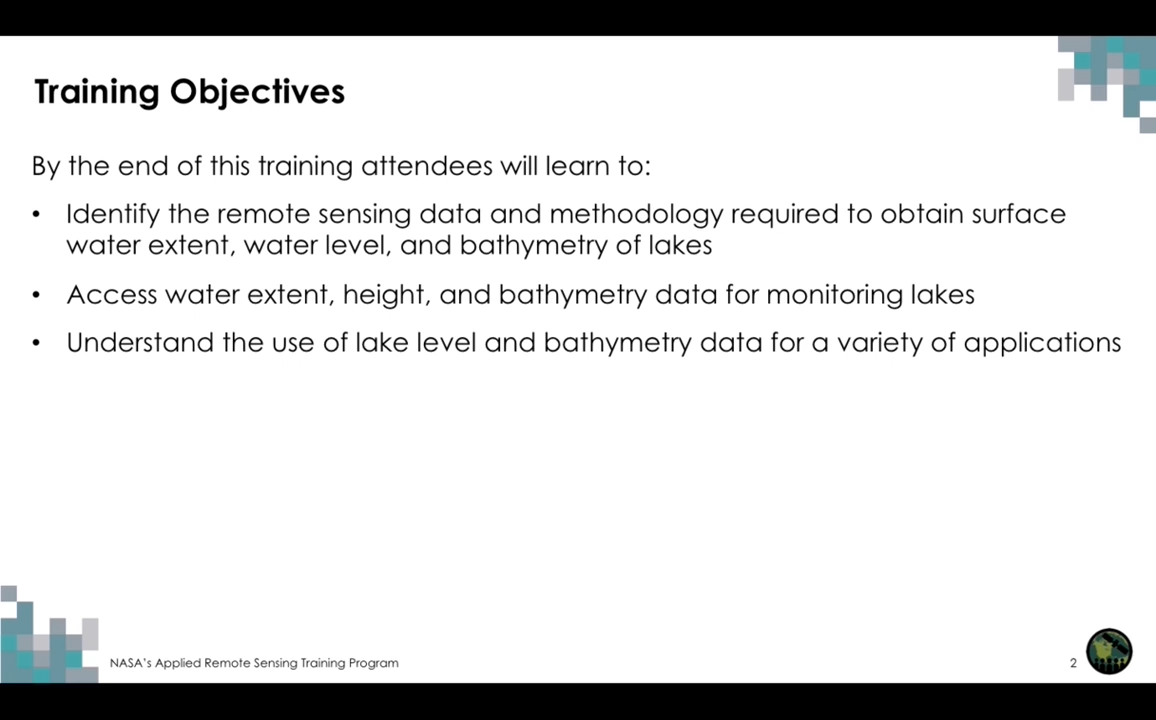 Training Objectives
By the end of this training attendees will learn to:
• Identify the remote sensing data and methodology required to obtain surface
water extent, water level, and bathymetry of lakes
• Access water extent, height, and bathymetry data for monitoring lakes
• Understand the use of lake level and bathymetry data for a variety of applications
NASA's Applied Remote Sensing Training Program
2